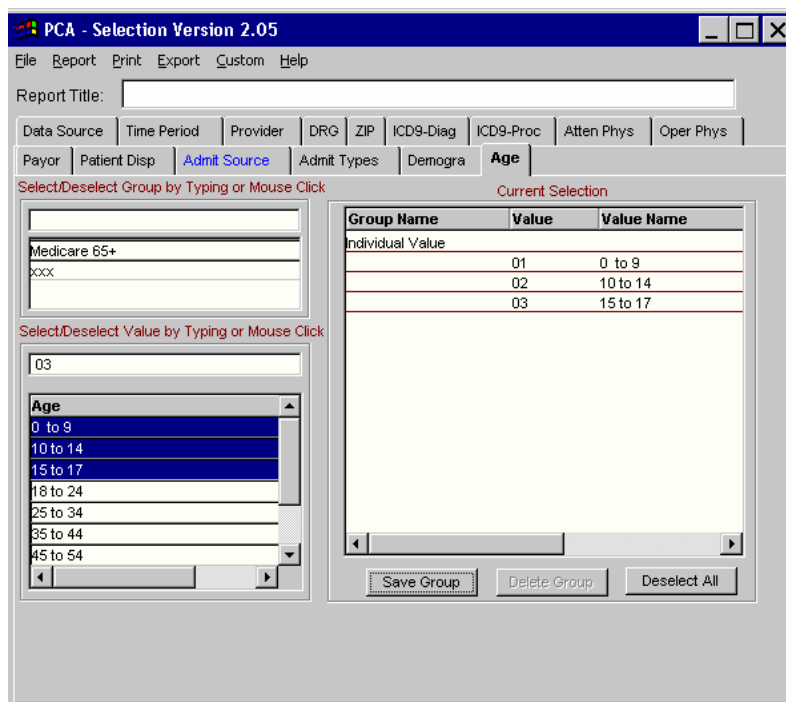 PCA - Selection Version 2.05
File Report Print Export Custom Help
Report Title:
Data Source Time Period Provider DRG ZIP ICD9-Diag ICD9-Proc Atten Phys Oper Phys
Payor Patient Disp Admit Source Admit Types Demogra Age
Select/Deselect Group by Typing or Mouse Click
Medicare 65+
xxx
Select/Deselect Value by Typing or Mouse Click
03
Age
0 to 9
10 to 14
15 to 17
18 to 24
25 to 34
35 to 44
45 to 54
Current Selection
Group Name Value Value Name
Individual Value
01 0 to 9
02 10 to 14
03 15 to 17
Save Group Delete Group Deselect All